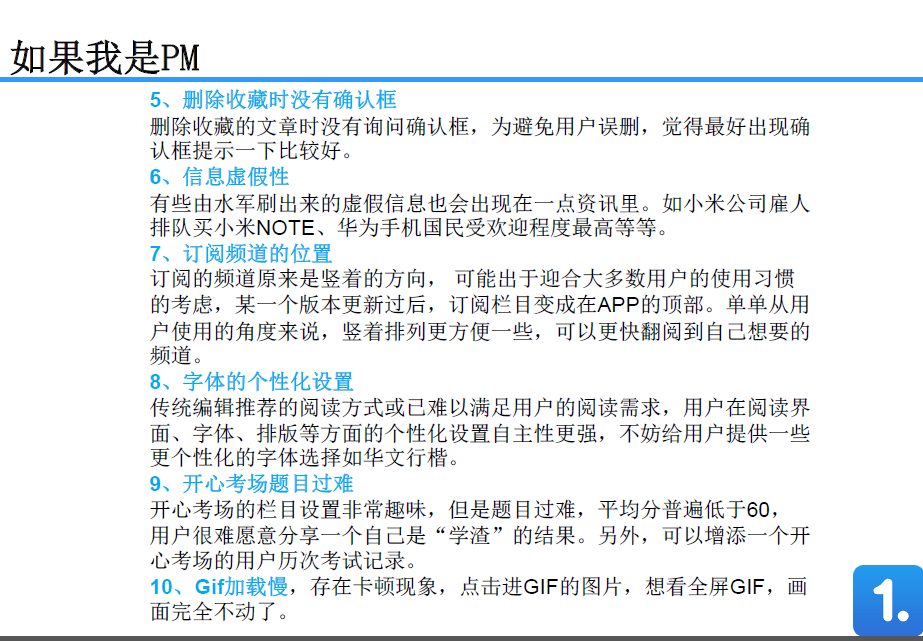 如果我是PM
5、删除收藏时没有确认框
删除收藏的文章时没有询问确认框，为避免用户误删，觉得最好出现确
认框提示一下比较好。
6、信息虚假性
有些由水军刷出来的虚假信息也会出现在一点资讯里。如小米公司雇人
排队买小米NOTE、华为手机国民受欢迎程度最高等等。
7、订阅频道的位置
订阅的频道原来是竖着的方向， 可能出于迎合大多数用户的使用习惯
的考虑，某一个版本更新过后，订阅栏目变成在APP的顶部。单单从用
户使用的角度来说，竖着排列更方便一些，可以更快翻阅到自己想要的
频道。
8、字体的个性化设置
传统编辑推荐的阅读方式或已难以满足用户的阅读需求，用户在阅读界
面、字体、排版等方面的个性化设置自主性更强，不妨给用户提供一些
更个性化的字体选择如华文行楷。
9、开心考场题目过难
开心考场的栏目设置非常趣味，但是题目过难，平均分普遍低于60，
用户很难愿意分享一个自己是“学渣”的结果。另外，可以增添一个开
心考场的用户历次考试记录。
10、Gif加载慢，存在卡顿现象，点击进GIF的图片，想看全屏GIF，画
面完全不动了。
1.